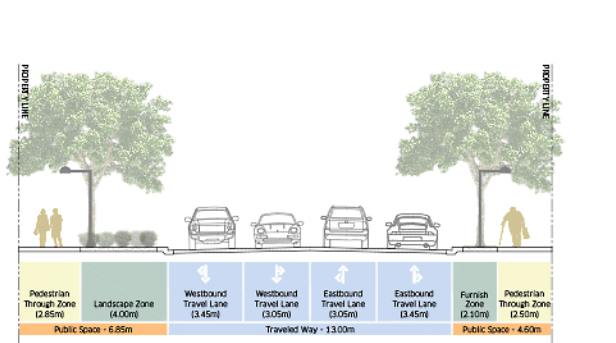 PROPERTY LINE
PROPERTY LINE
Pedestrian
Through Zone
(2.85m)
Landscape Zone
(4.00m)
Westbound
Travel Lane
(3.45m)
Westbound
Travel Lane
(3.05m)
Eastbound
Travel Lane
(3.05m)
Eastbound
Travel Lane
(3.45m)
Furnish
Zone
(2.10m)
Pedestrian
Through Zone
(2.50m)
Public Space - 6.85m
Traveled Way - 13.00m
Public Space - 4.60m